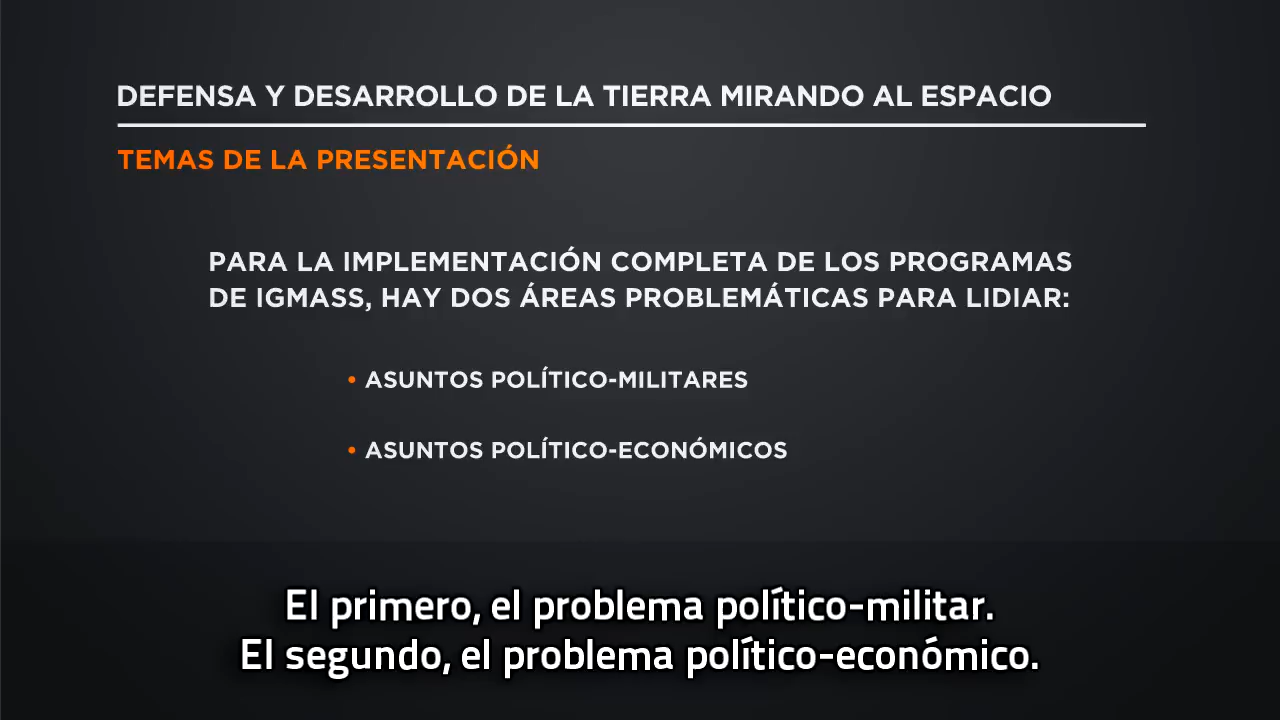 DEFENSA Y DESARROLLO DE LA TIERRA MIRANDO AL ESPACIO
TEMAS DE LA PRESENTACIÓN
PARA LA IMPLEMENTACIÓN COMPLETA DE LOS PROGRAMAS
DE IGMASS, HAY DOS ÁREAS PROBLEMÁTICAS PARA LIDIAR:
• ASUNTOS POLÍTICO-MILITARES
• ASUNTOS POLÍTICO-ECONÓMICOS
El primero, el problema político-militar.
El segundo, el problema político-económico.